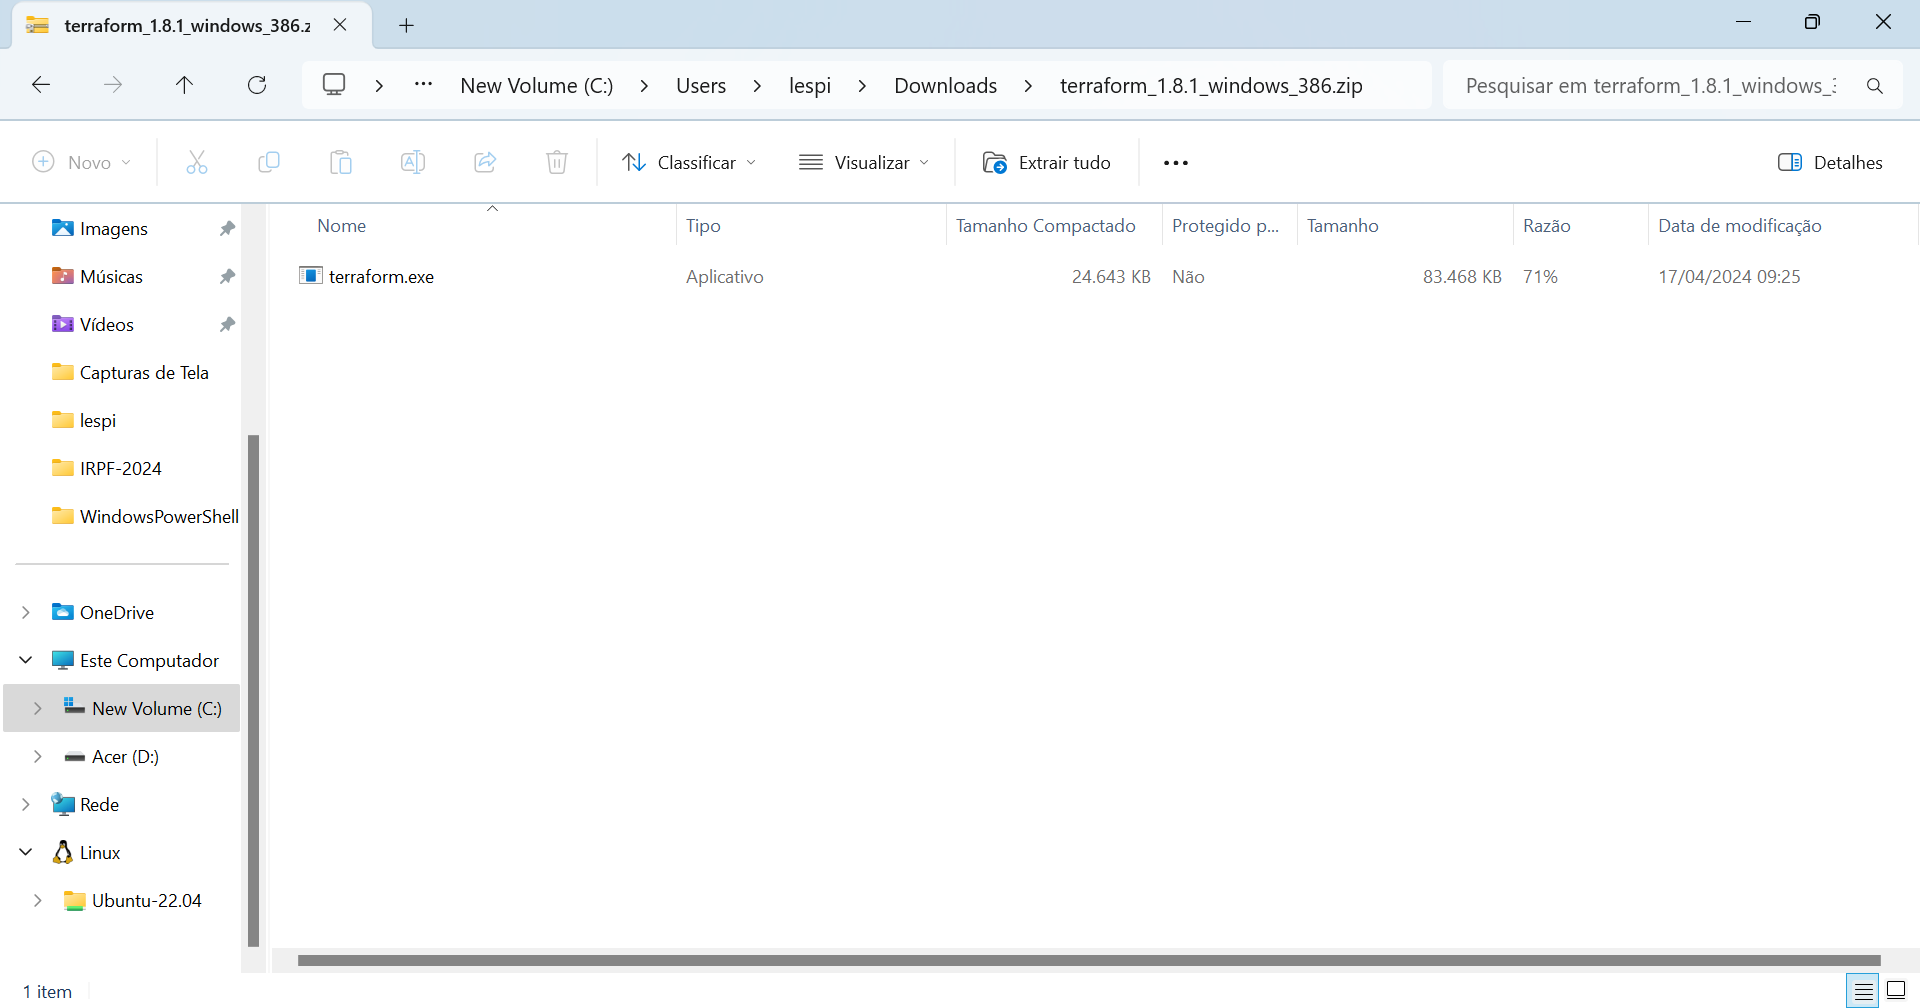 terraform_1.8.1_windows_386.z
New Volume (C:) Users lespi Downloads terraform_1.8.1_windows_386.zip
Pesquisar em terraform_1.8.1_windows_3
Novo Classificar Visualizar Extrair tudo Detalhes
Nome Tipo Tamanho Compactado Protegido p... Tamanho Razão Data de modificação
terraform.exe Aplicativo 24.643 KB Não 83.468 KB 71% 17/04/2024 09:25
Imagens
Músicas
Vídeos
Capturas de Tela
lespi
IRPF-2024
WindowsPowerShell
OneDrive
Este Computador
New Volume (C:)
Acer (D:)
Rede
Linux
Ubuntu-22.04
1 item